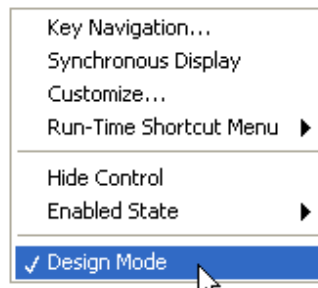 Key Navigation...
Synchronous Display
Customize...
Run-Time Shortcut Menu
Hide Control
Enabled State
Design Mode